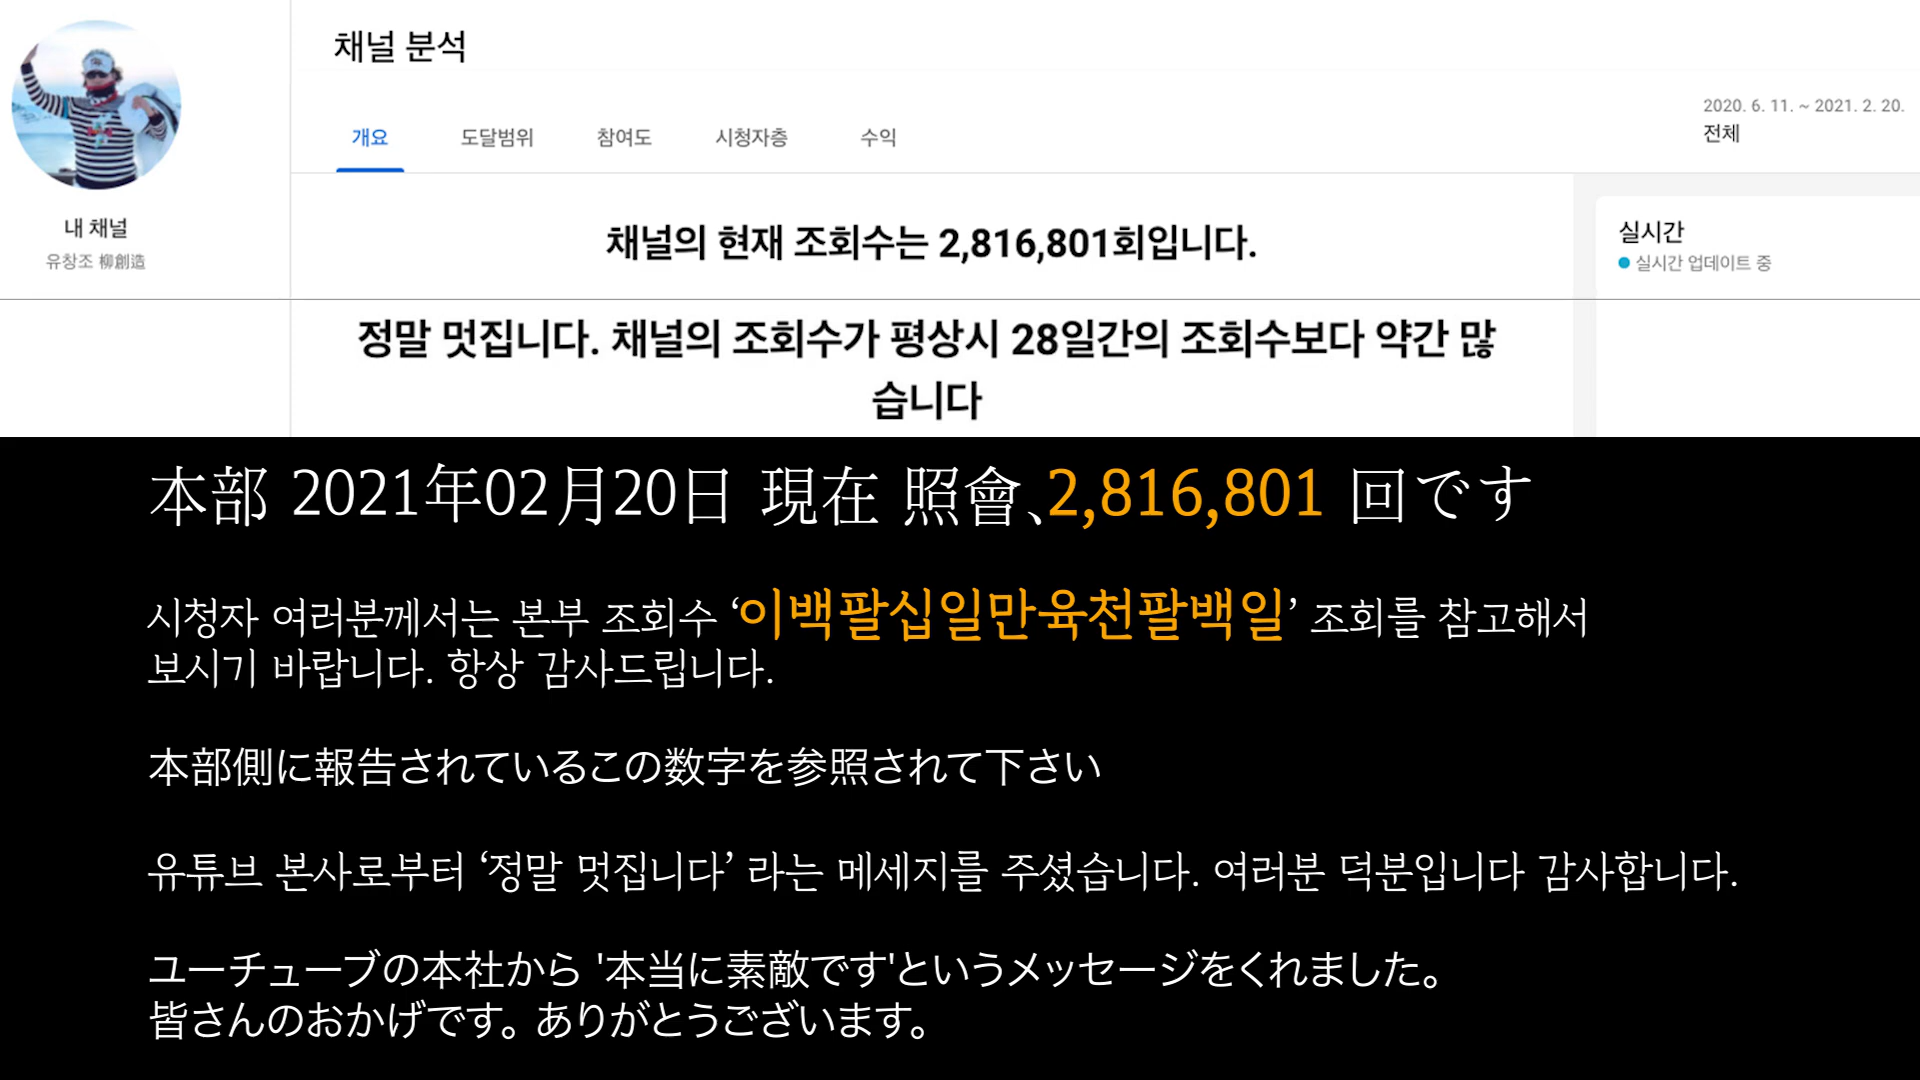 채널 분석
2020. 6. 11. ~ 2021. 2. 20.
전체
개요 도달범위 참여도 시청자층 수익
내 채널
유창조 柳創造
채널의 현재 조회수는 2,816,801회입니다.
실시간
실시간 업데이트 중
정말 멋집니다. 채널의 조회수가 평상시 28일간의 조회수보다 약간 많
습니다
本部 2021年02月20日 現在 照會、2,816,801 回です
시청자 여러분께서는 본부 조회수 ‘이백팔십일만육천팔백일’ 조회를 참고해서
보시기 바랍니다. 항상 감사드립니다.
本部側に報告されているこの数字を参照されて下さい
유튜브 본사로부터 ‘정말 멋집니다’ 라는 메세지를 주셨습니다. 여러분 덕분입니다 감사합니다.
ユーチューブの本社から '本当に素敵です'というメッセージをくれました。
皆さんのおかげです。ありがとうございます。